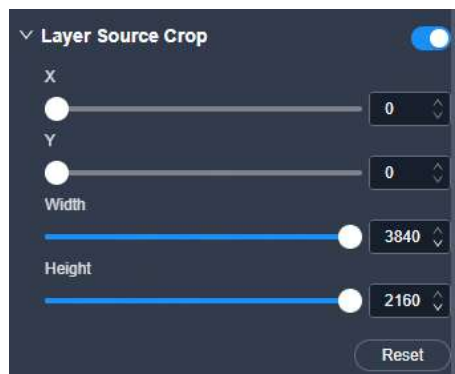 Layer Source Crop
X
0
Y
0
Width
3840
Height
2160
Reset